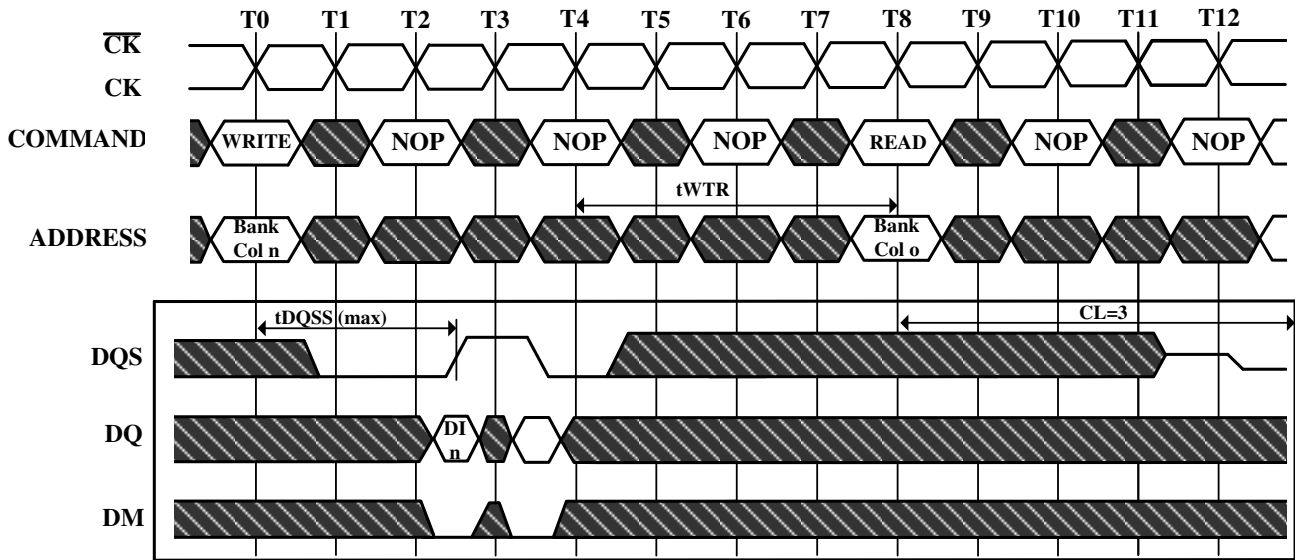 T0 T1 T2 T3 T4 T5 T6 T7 T8 T9 T10 T11 T12
CK
CK
COMMAND WRITE NOP NOP NOP READ NOP NOP
tWTR
ADDRESS Bank Col n Bank Col o
tDQSS (max) CL=3
DQS
DQ DI n
DM